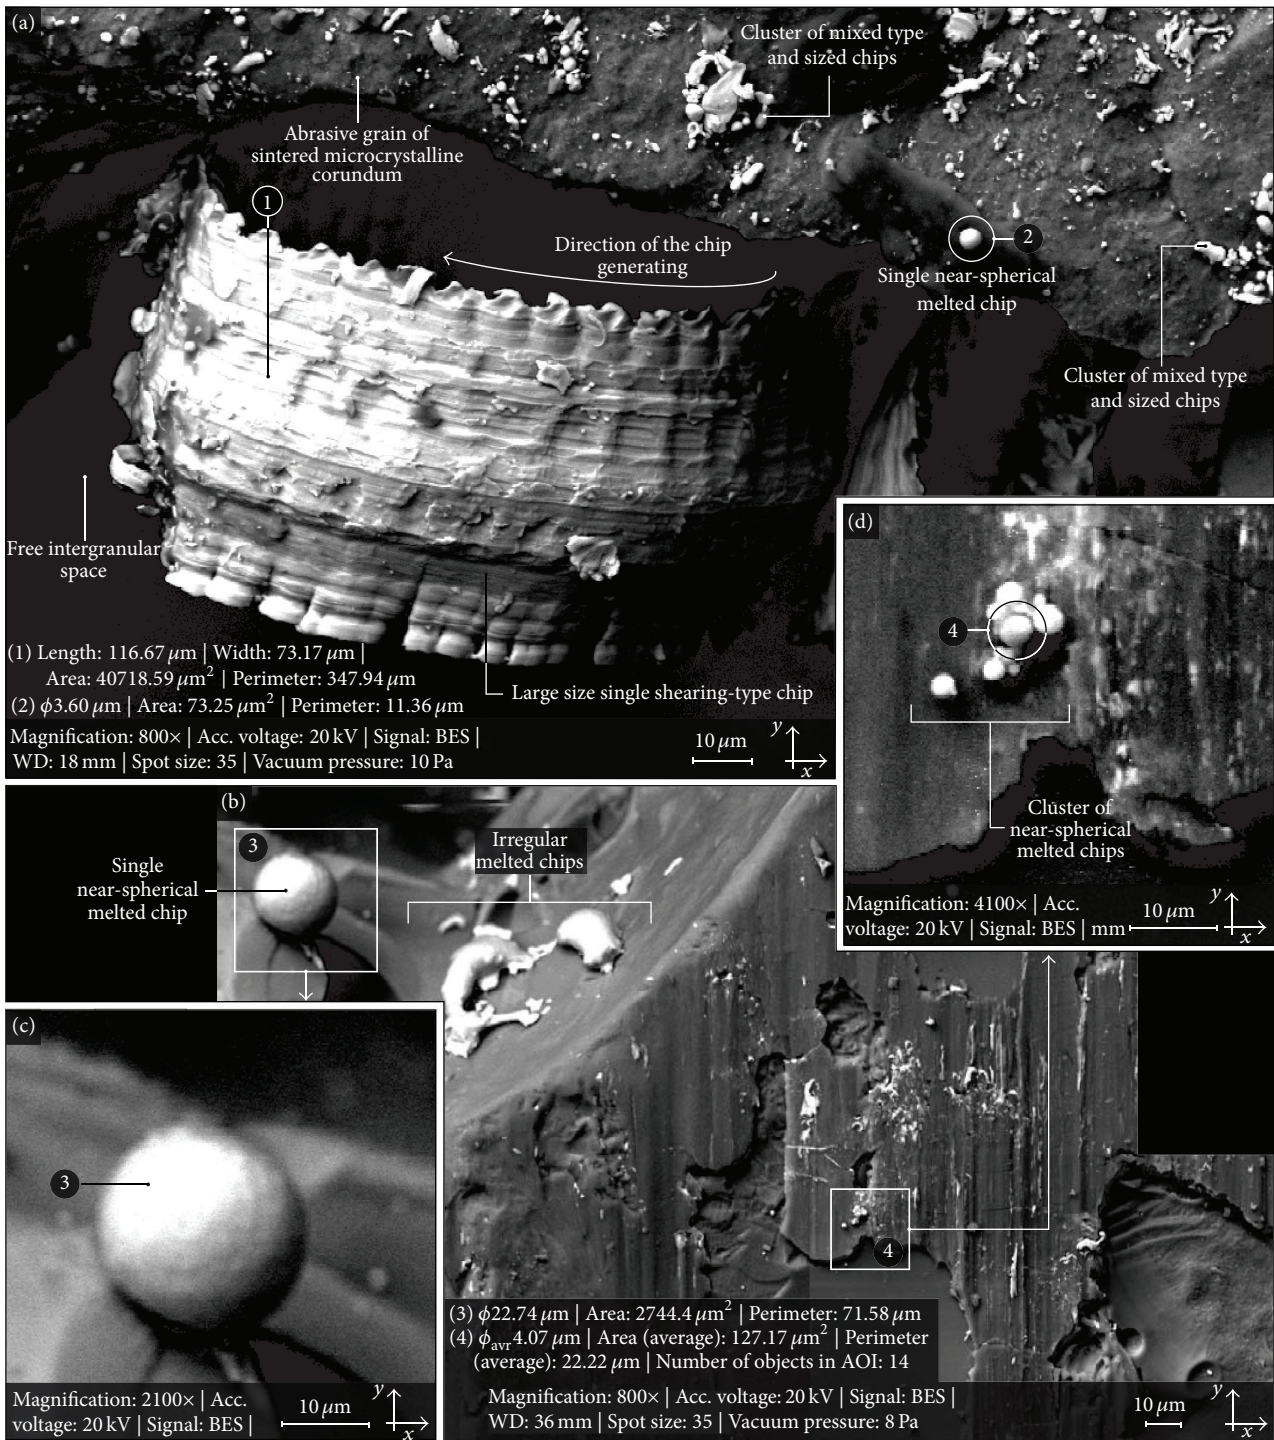 (a)
Cluster of mixed type
and sized chips
Abrasive grain of
sintered microcrystalline
corundum
1
Direction of the chip
generating
2
Single near-spherical
melted chip
Cluster of mixed type
and sized chips
Free intergranular
space
(1) Length: 116.67 μm | Width: 73.17 μm |
Area: 40718.59 μm² | Perimeter: 347.94 μm
(2) ϕ3.60 μm | Area: 73.25 μm² | Perimeter: 11.36 μm
Large size single shearing-type chip
Magnification: 800× | Acc. voltage: 20 kV | Signal: BES |
WD: 18 mm | Spot size: 35 | Vacuum pressure: 10 Pa
10 μm
y
x
(d)
4
Cluster of
near-spherical
melted chips
Magnification: 4100× | Acc.
voltage: 20 kV | Signal: BES | mm
10 μm
y
x
(b)
3
Single
near-spherical
melted chip
Irregular
melted chips
(c)
3
Magnification: 2100× | Acc.
voltage: 20 kV | Signal: BES |
10 μm
y
x
4
(3) ϕ22.74 μm | Area: 2744.4 μm² | Perimeter: 71.58 μm
(4) ϕavr4.07 μm | Area (average): 127.17 μm² | Perimeter
(average): 22.22 μm | Number of objects in AOI: 14
Magnification: 800× | Acc. voltage: 20 kV | Signal: BES |
WD: 36 mm | Spot size: 35 | Vacuum pressure: 8 Pa
10 μm
y
x